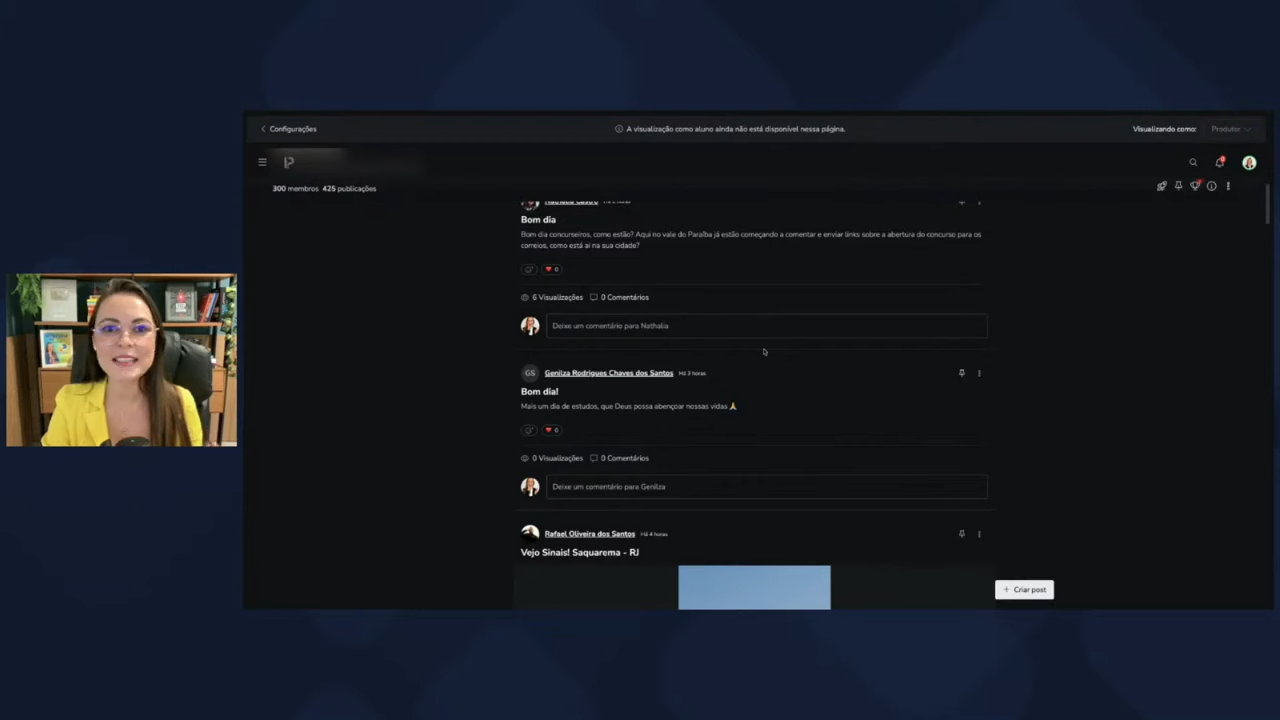 Configurações
A visualização como aluno ainda não está disponível nessa página.
Visualizando como:
Produtor
300 membros 425 publicações
Bom dia
Bom dia concurseiros, como estão? Aqui no vale do Paraíba já estão começando a comentar e enviar links sobre a abertura do concurso para os
correios, como está ai na sua cidade?
0
6 Visualizações 0 Comentários
Deixe um comentário para Nathalia
GS Genilza Rodrigues Chaves dos Santos Há 3 horas
Bom dia!
Mais um dia de estudos, que Deus possa abençoar nossas vidas 🙏
0
0 Visualizações 0 Comentários
Deixe um comentário para Genilza
Rafael Oliveira dos Santos Há 4 horas
Vejo Sinais! Saquarema - RJ
+ Criar post